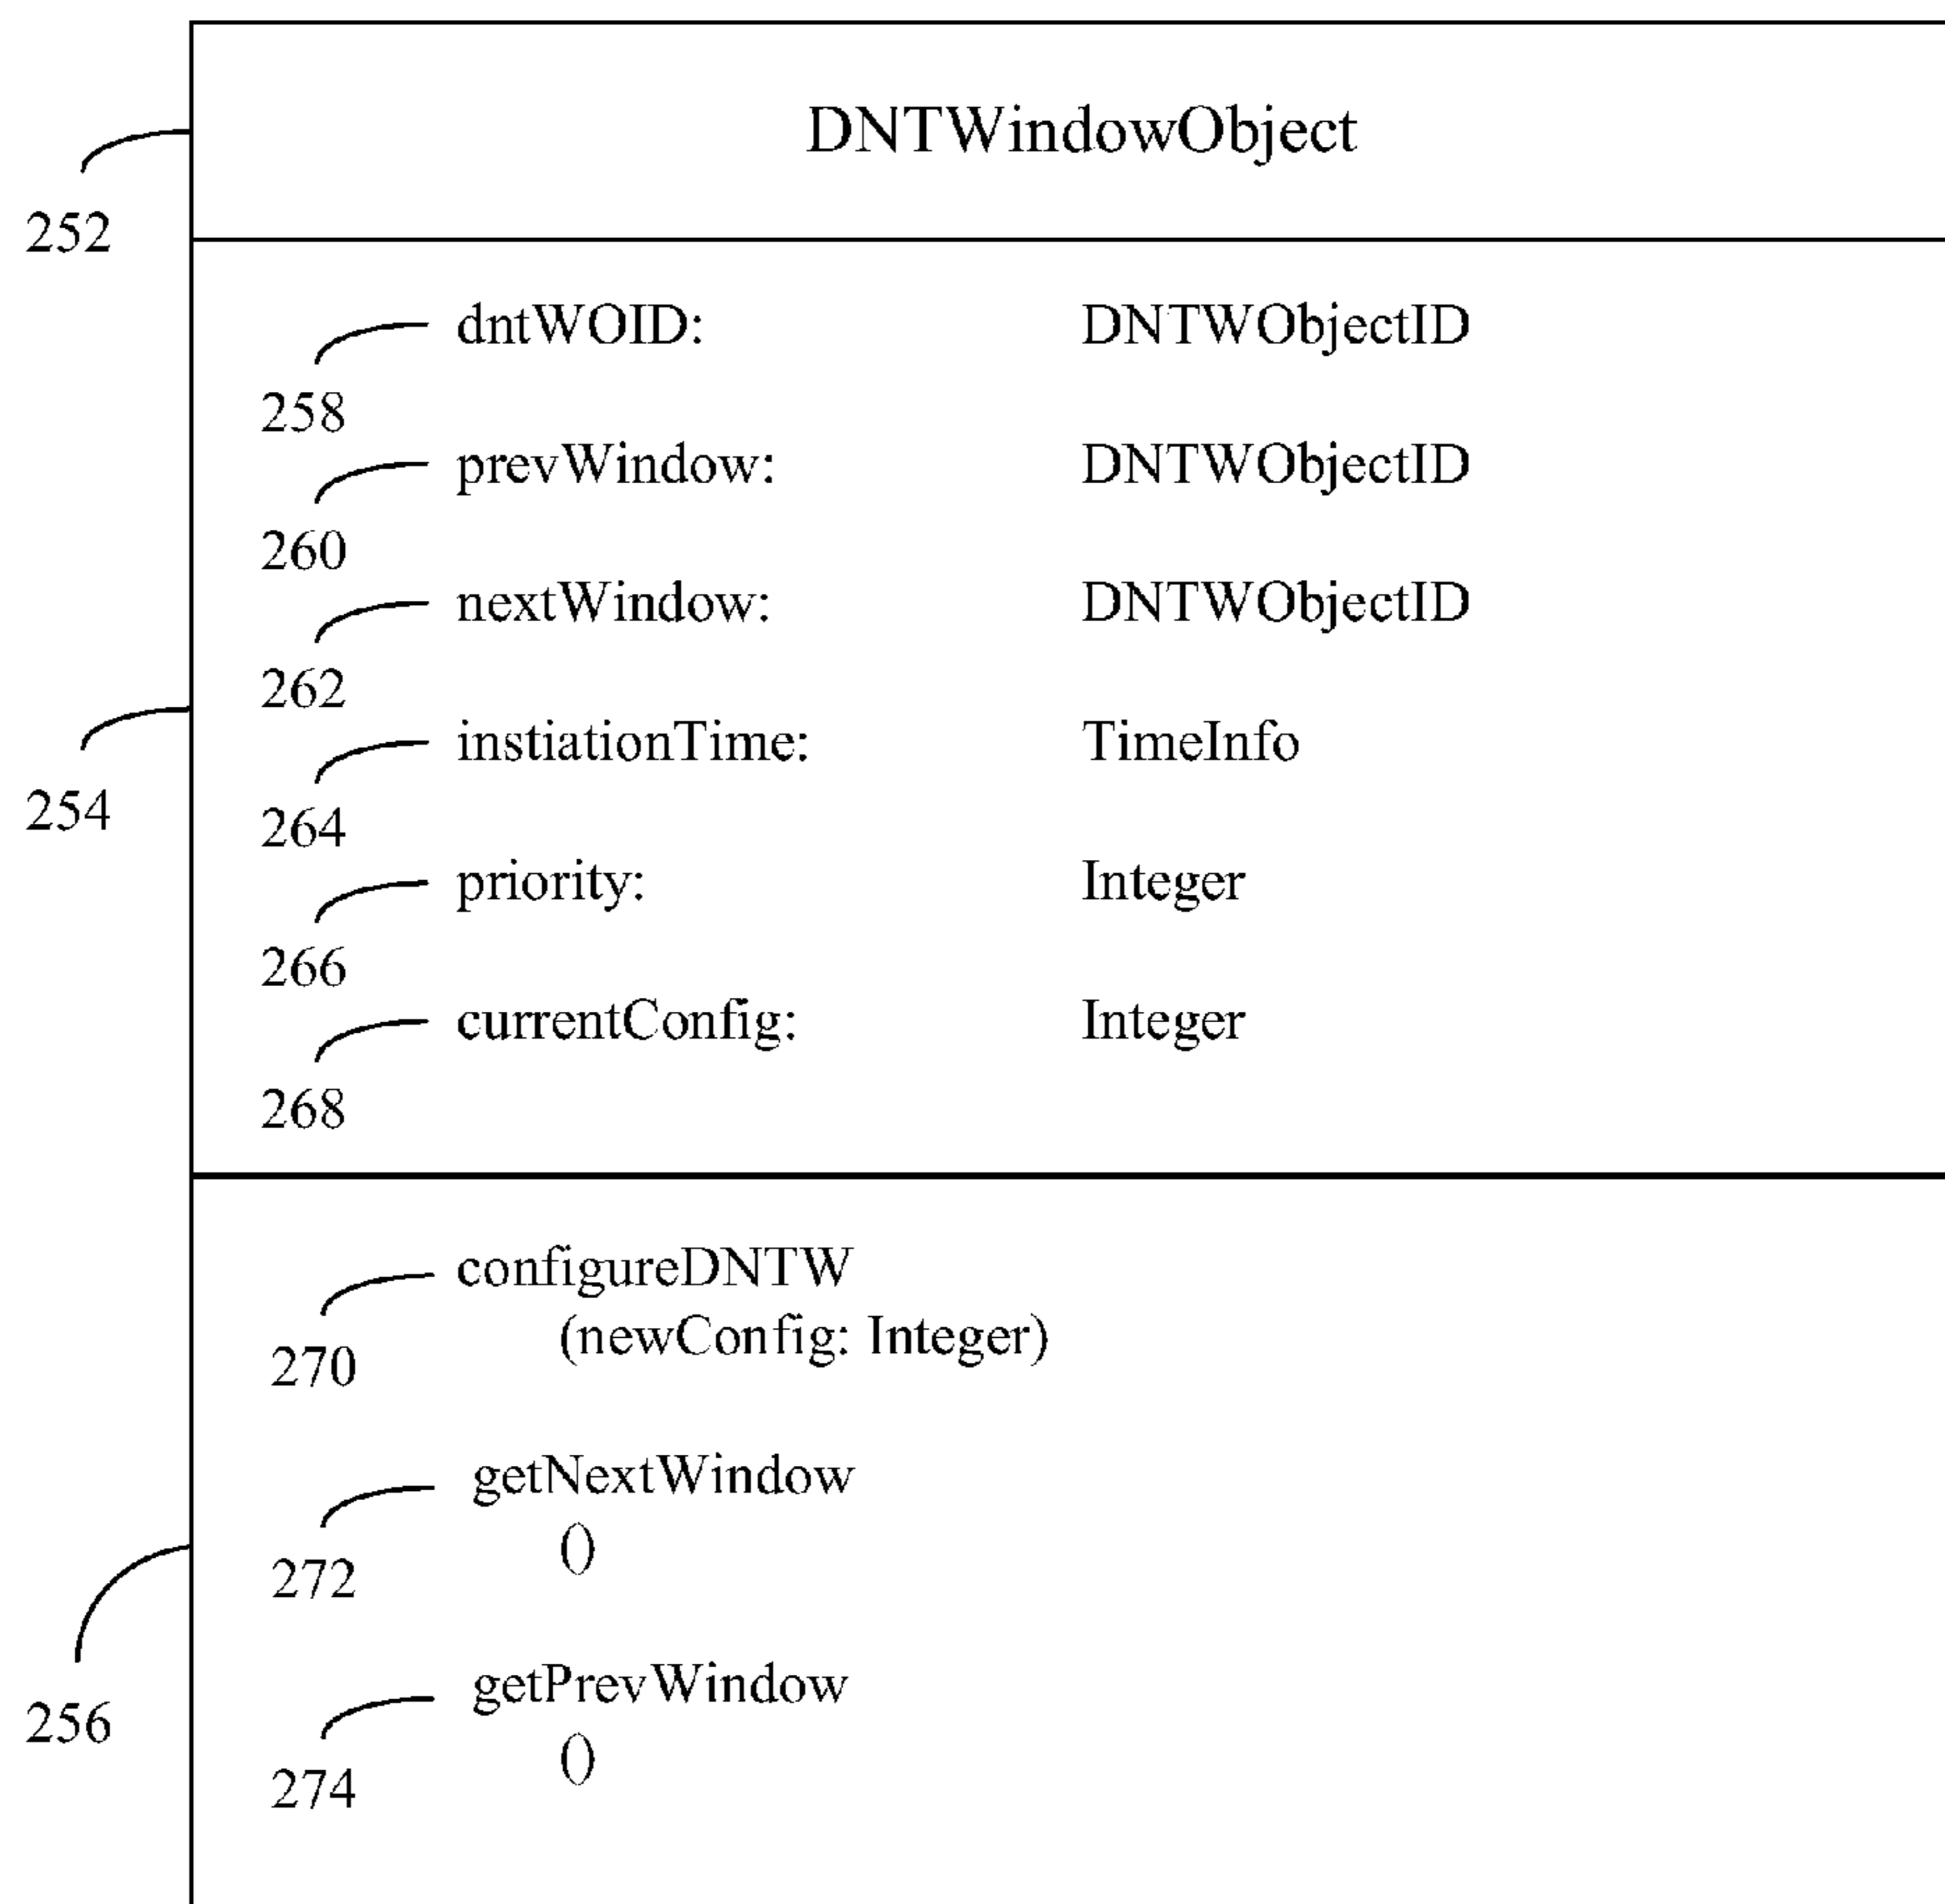 DNTWindowObject
252
dntWOID: DNTWObjectID
258
prevWindow: DNTWObjectID
260
nextWindow: DNTWObjectID
262
instiationTime: TimeInfo
254
264
priority: Integer
266
currentConfig: Integer
268
configureDNTW
(newConfig: Integer)
270
getNextWindow
()
272
getPrevWindow
256
()
274